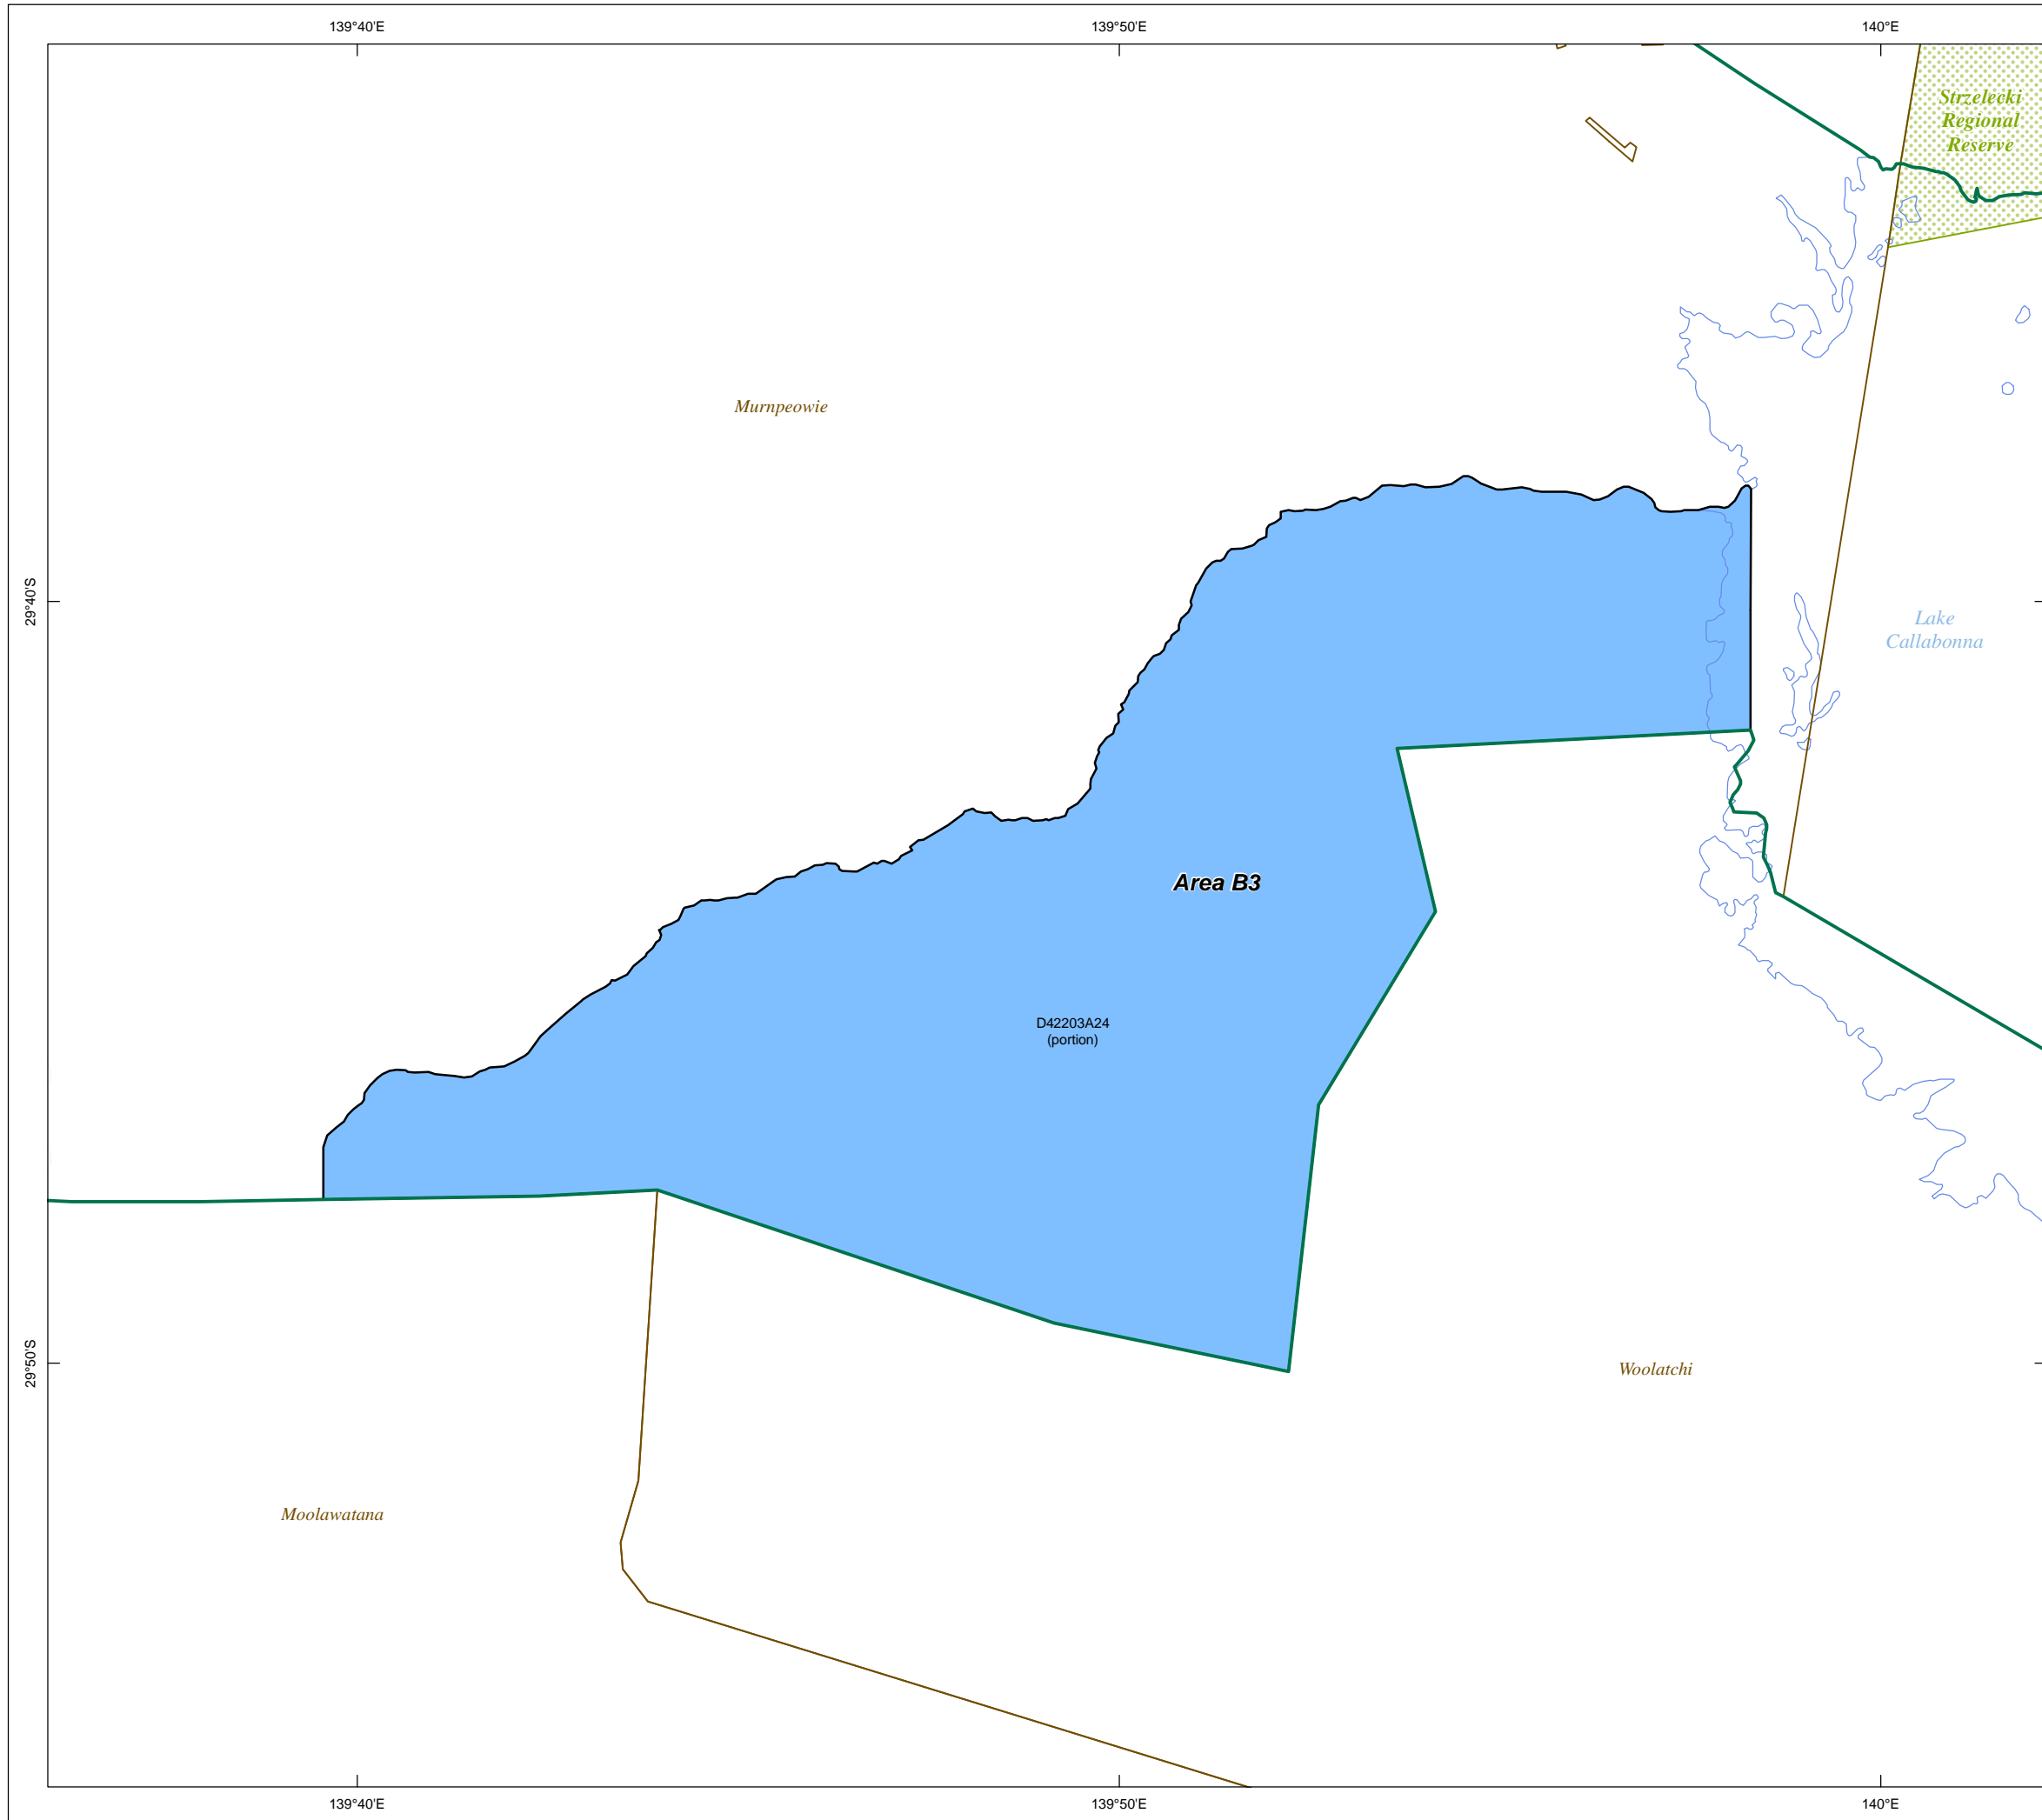 139°40'E
139°50'E
140°E
Strzelecki
Regional
Reserve
Murnpeowie
29°40'S
Lake
Callabonna
Area B3
D42203A24
(portion)
29°50'S
Woolatchi
Moolawatana
139°40'E
139°50'E
140°E